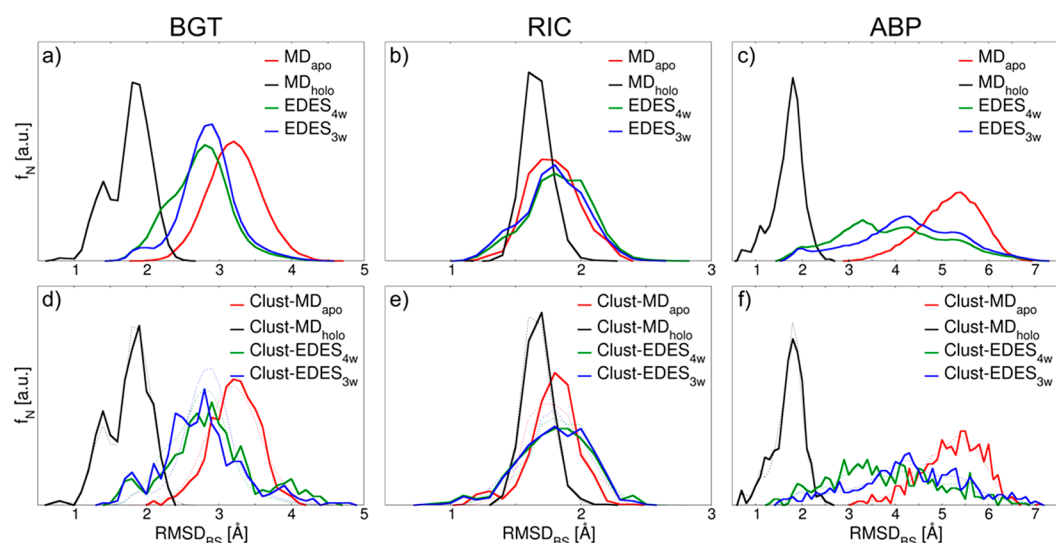 BGT RIC ABP
a) b) c)
MDapo MDapo MDapo
MDholo MDholo MDholo
EDES4w EDES4w EDES4w
EDES3w EDES3w EDES3w
fN [a.u.]
1 2 3 4 5 1 2 3 1 2 3 4 5 6 7
d) e) f)
Clust-MDapo Clust-MDapo Clust-MDapo
Clust-MDholo Clust-MDholo Clust-MDholo
Clust-EDES4w Clust-EDES4w Clust-EDES4w
Clust-EDES3w Clust-EDES3w Clust-EDES3w
fN [a.u.]
1 2 3 4 5 1 2 3 1 2 3 4 5 6 7
RMSDBS [Å] RMSDBS [Å] RMSDBS [Å]